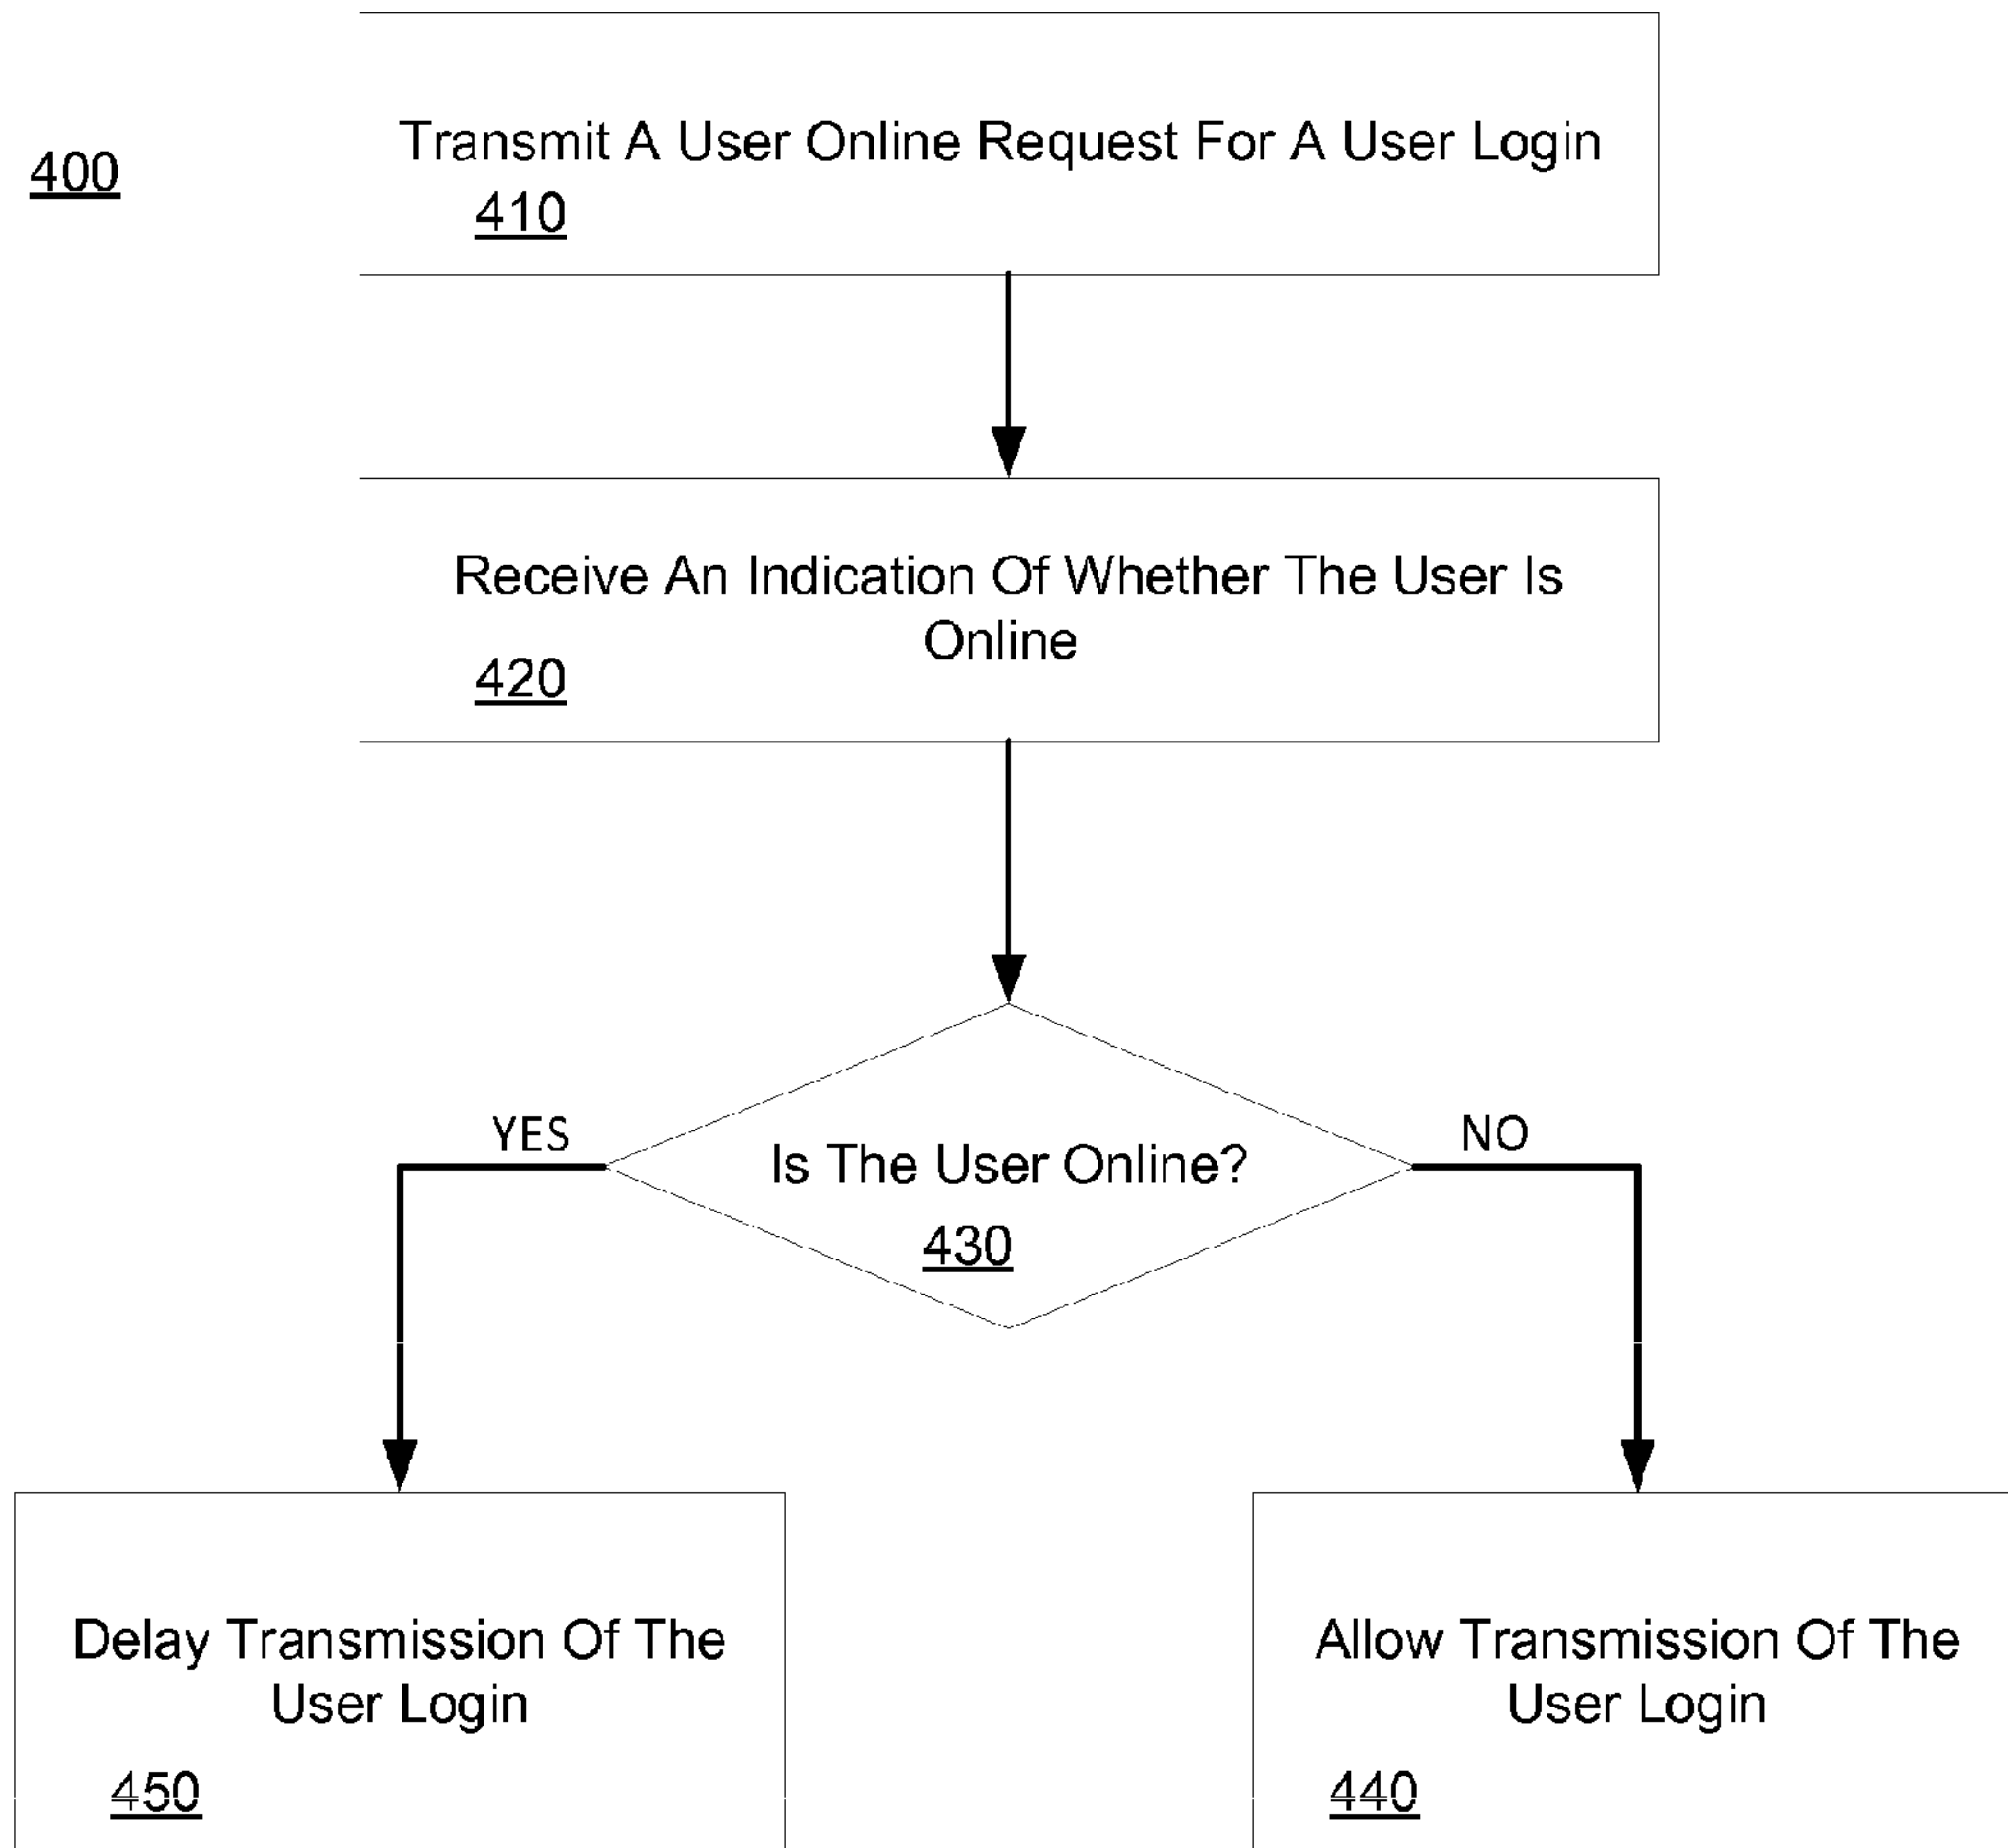 400
Transmit A User Online Request For A User Login
410
Receive An Indication Of Whether The User Is
Online
420
YES
NO
Is The User Online?
430
Delay Transmission Of The
User Login
450
Allow Transmission Of The
User Login
440